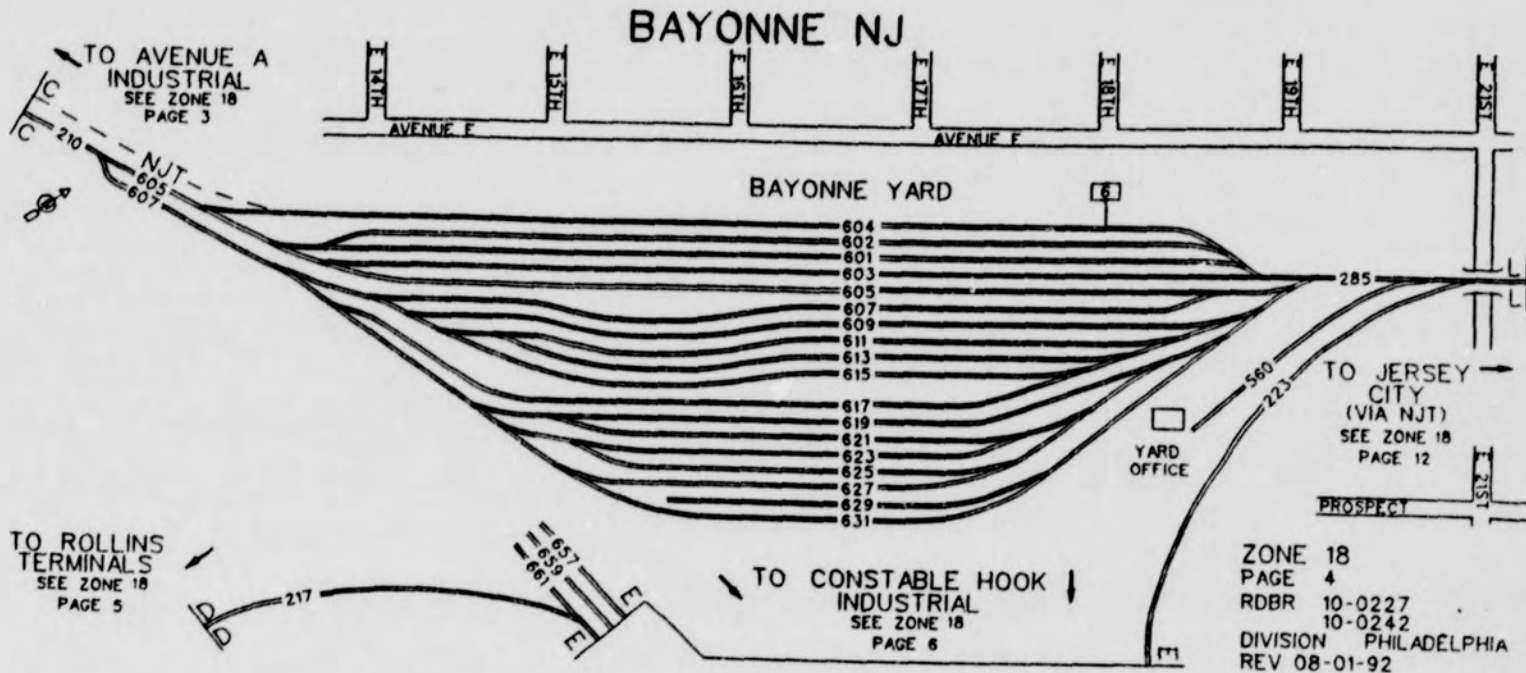 BAYONNE NJ
TO AVENUE A
INDUSTRIAL
SEE ZONE 18
PAGE 3
C
C
210
NJT
605
607
E 14TH
E 15TH
E 16TH
E 17TH
E 18TH
E 19TH
E 21ST
AVENUE E
AVENUE E
BAYONNE YARD
6
604
602
601
603
605
607
609
611
613
615
617
619
621
623
625
627
629
631
285
L
L
560
223
YARD
OFFICE
TO JERSEY
CITY
(VIA NJT)
SEE ZONE 18
PAGE 12
E 21ST
PROSPECT
TO ROLLINS
TERMINALS
SEE ZONE 18
PAGE 5
D
D
217
657
659
661
E
E
TO CONSTABLE HOOK
INDUSTRIAL
SEE ZONE 18
PAGE 6
E
ZONE 18
PAGE 4
RDBR 10-0227
10-0242
DIVISION PHILADELPHIA
REV 08-01-92